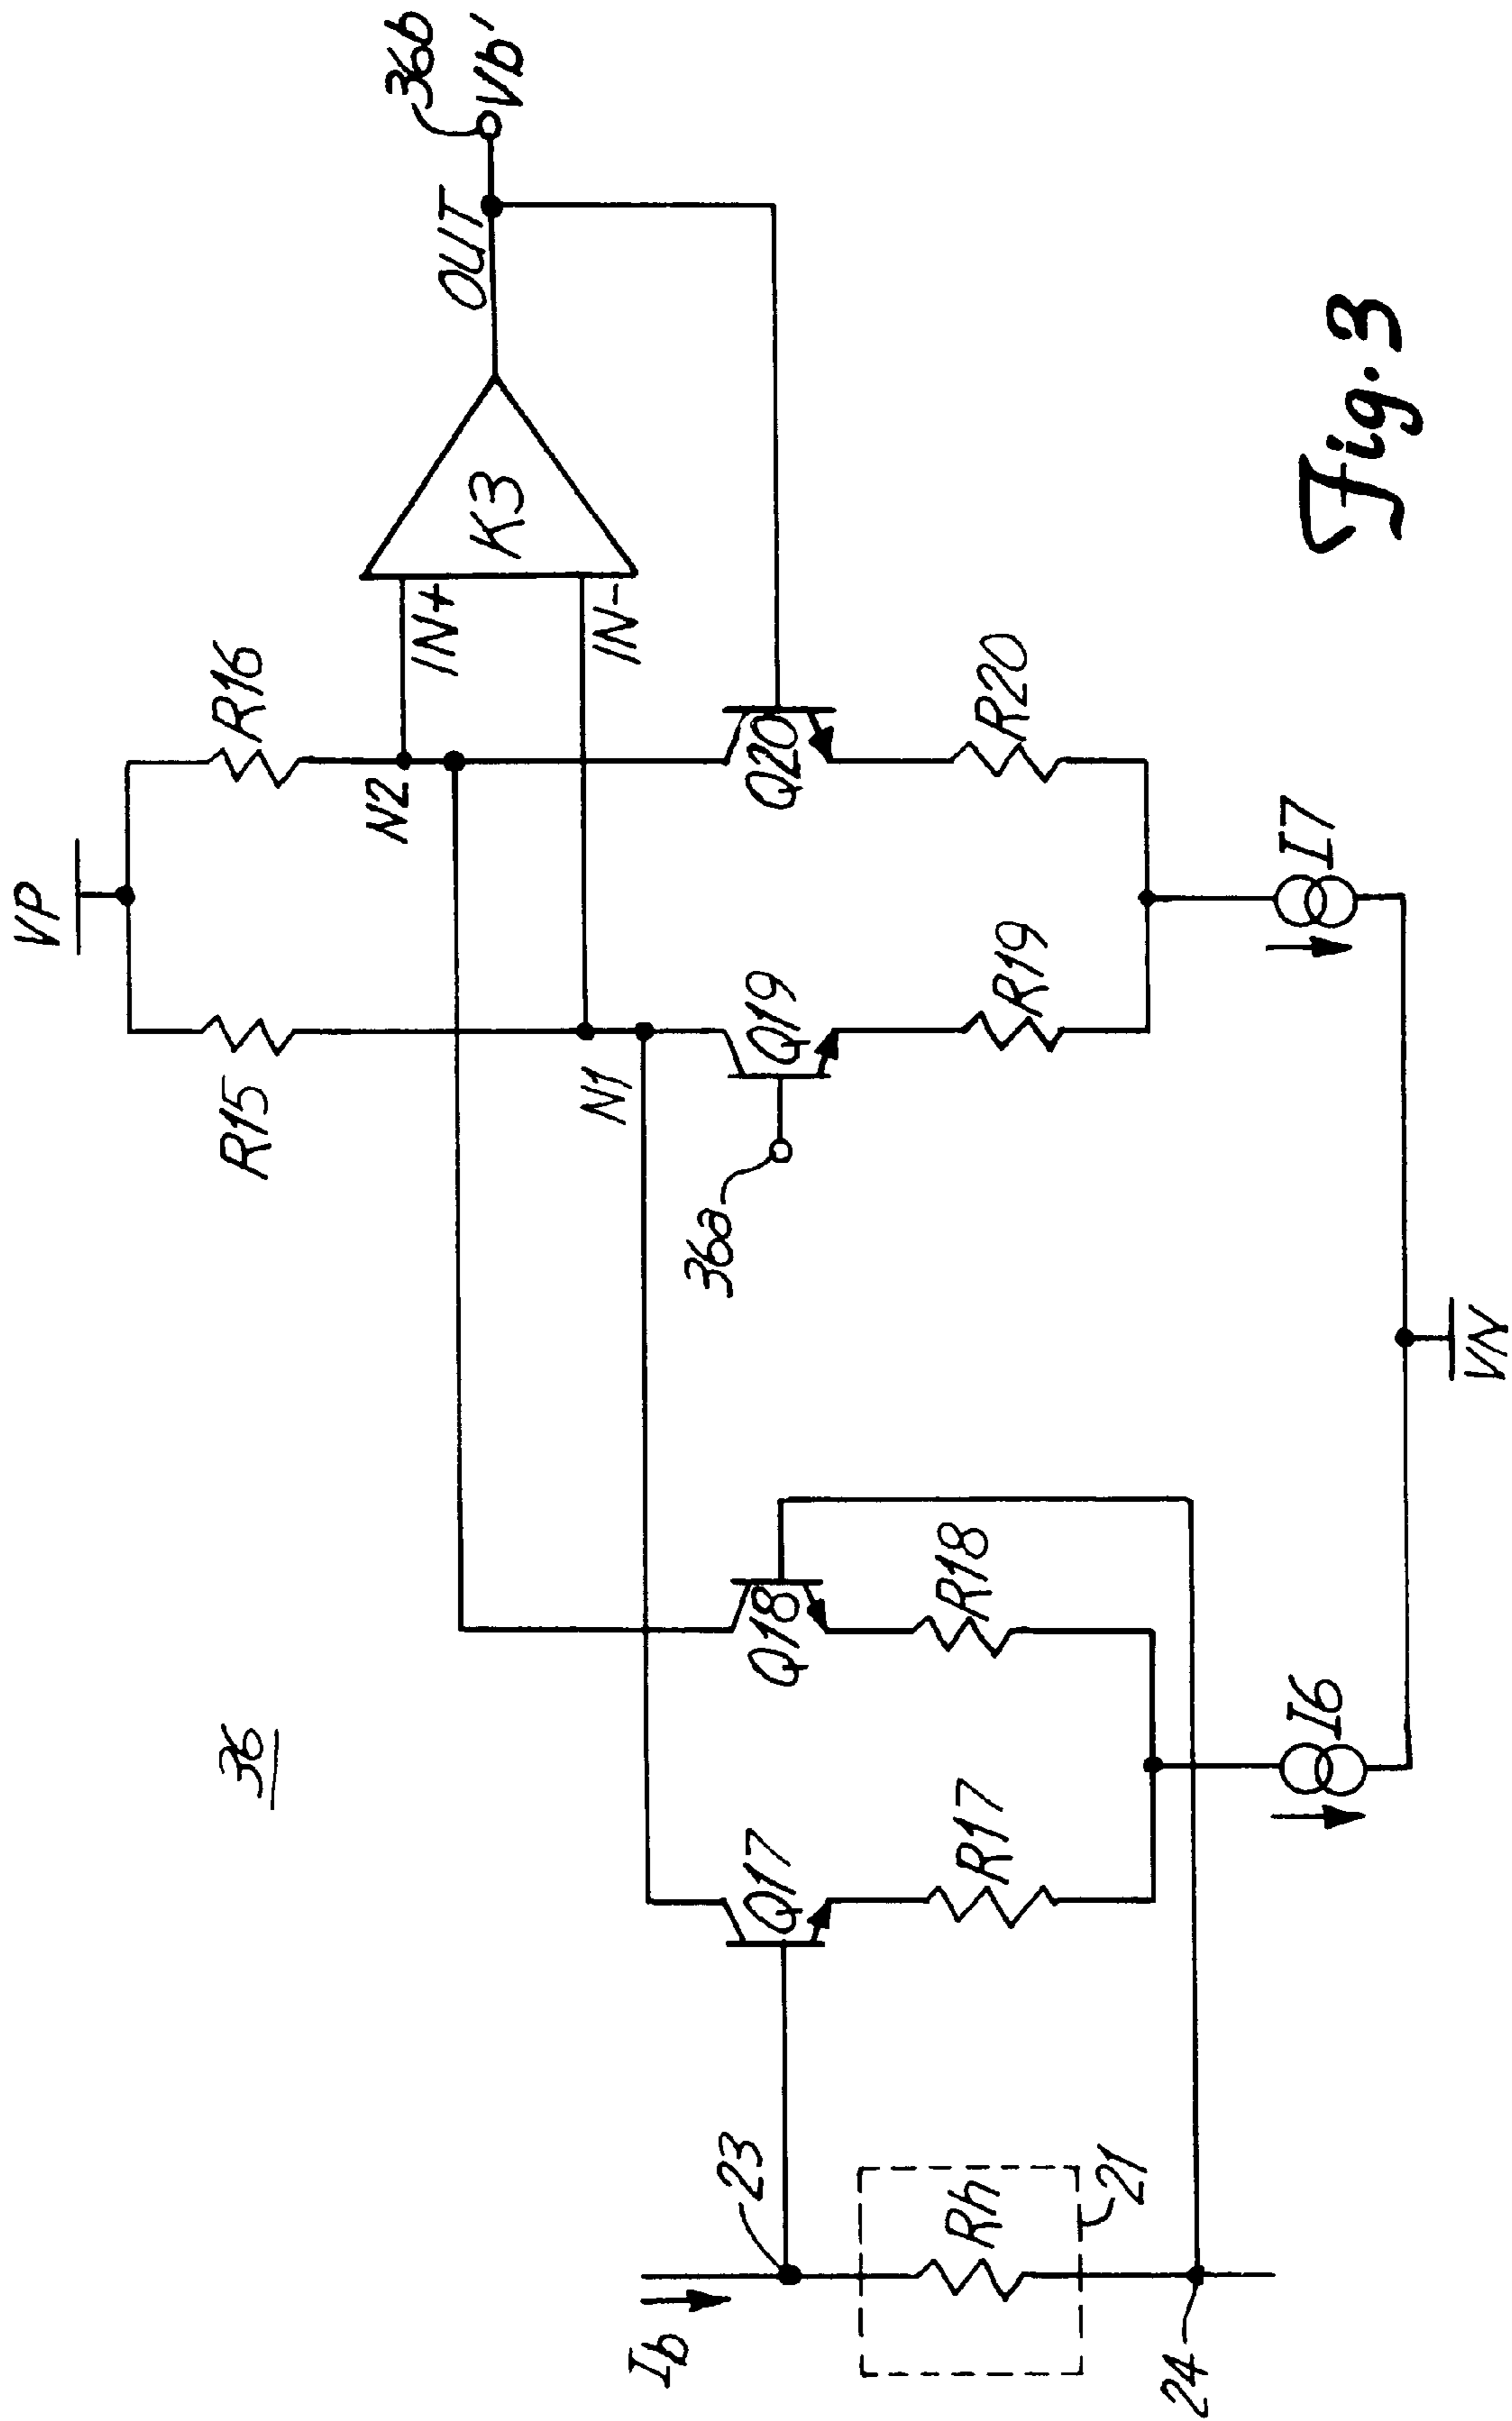 36
VP
R15
R16
N2
N1
IN+
IN-
K3
OUT
36b
Vb'
36a
Q17
Q18
Q19
Q20
R17
R18
R19
R20
I6
I7
VN
Ib
23
Rh
21
24
Fig. 3